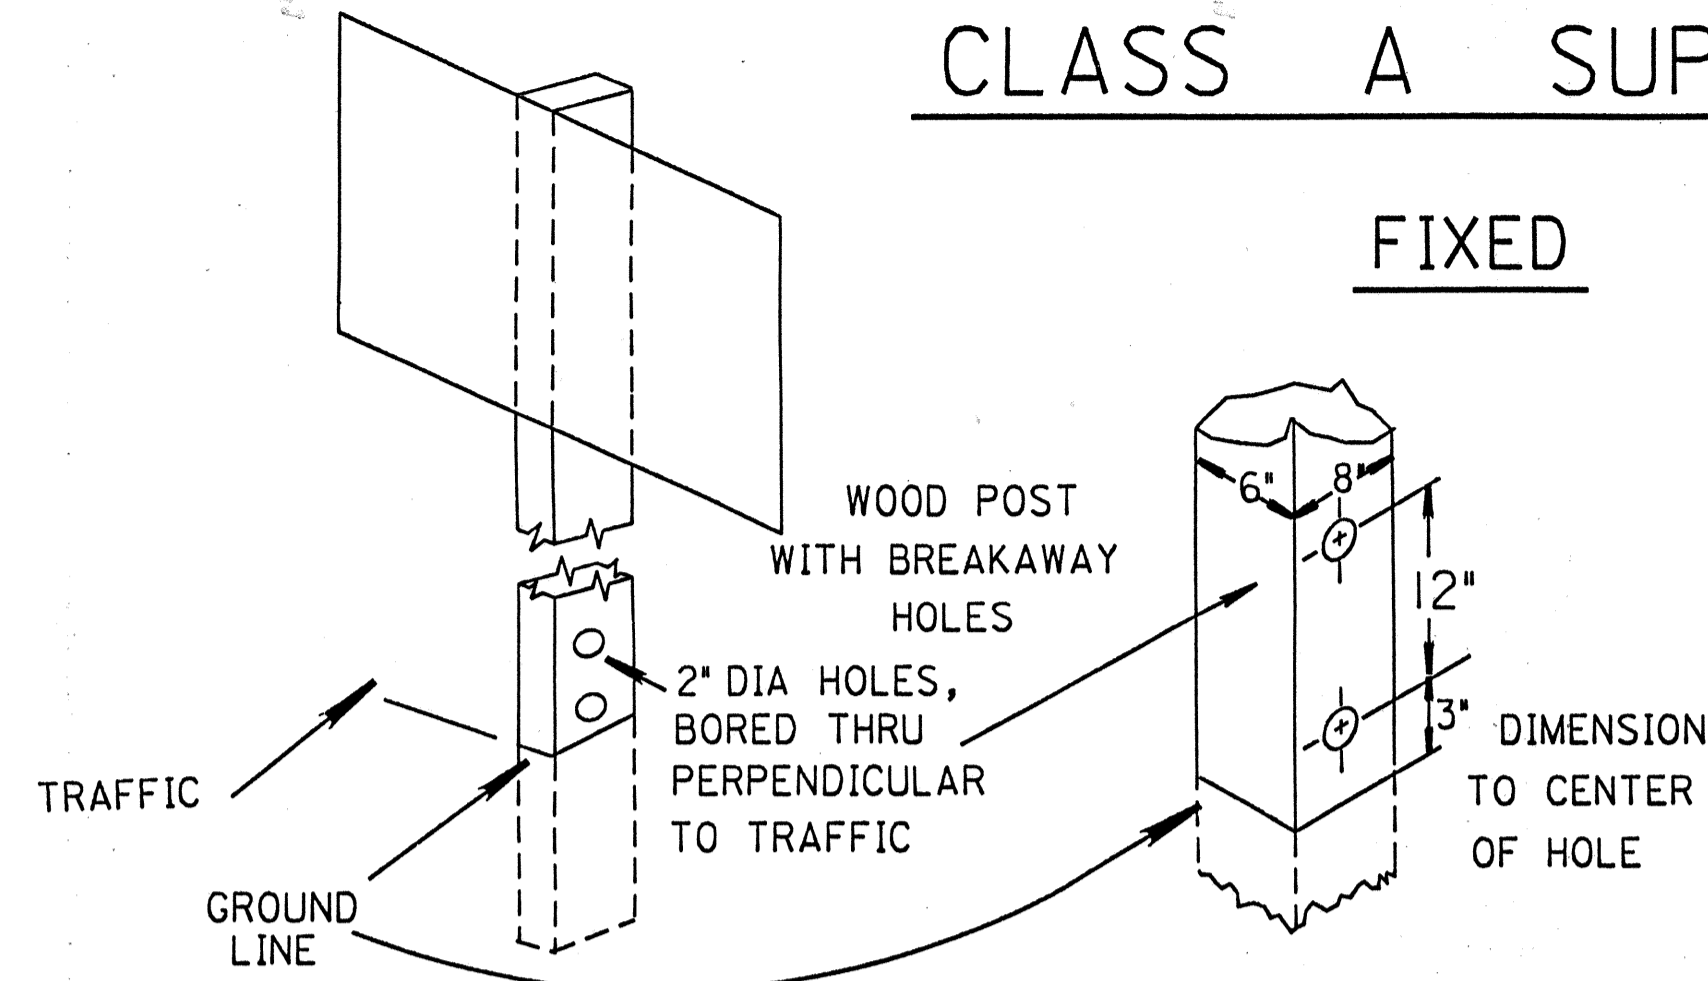 CLASS A SUP
FIXED
WOOD POST
WITH BREAKAWAY
HOLES
6"
8"
12"
3"
2" DIA HOLES,
BORED THRU
PERPENDICULAR
TO TRAFFIC
DIMENSION
TO CENTER
OF HOLE
TRAFFIC
GROUND
LINE